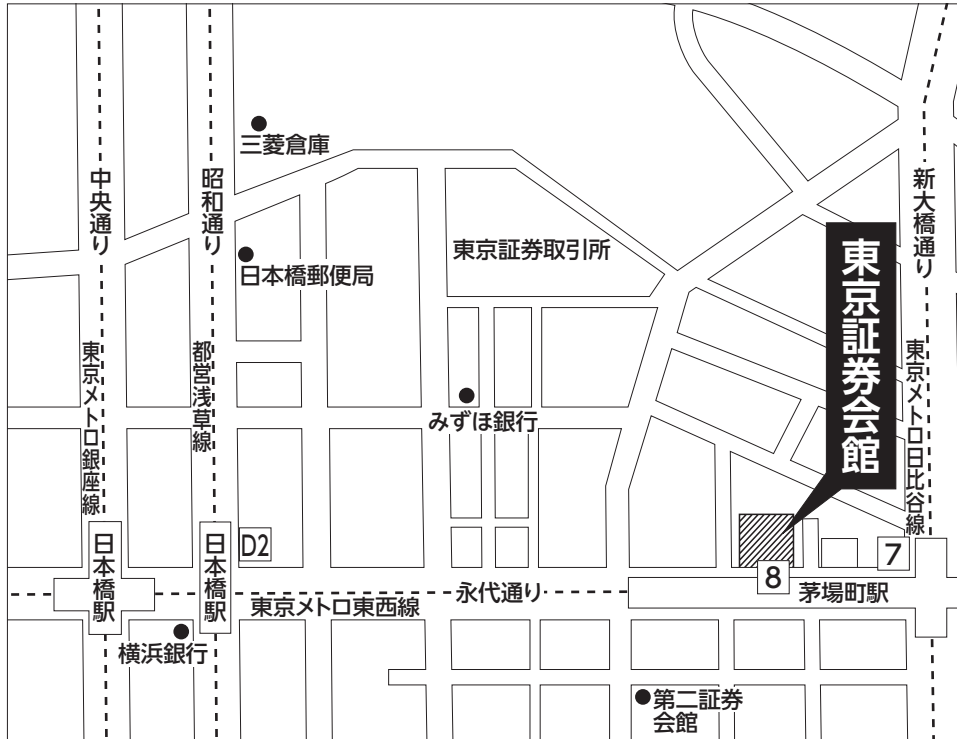 三菱倉庫
中央通り
昭和通り
新大橋通り
日本橋郵便局
東京証券取引所
東京証券会館
東京メトロ銀座線
都営浅草線
みずほ銀行
東京メトロ日比谷線
日本橋駅
日本橋駅
D2
7
8
永代通り
茅場町駅
東京メトロ東西線
横浜銀行
第二証券
会館